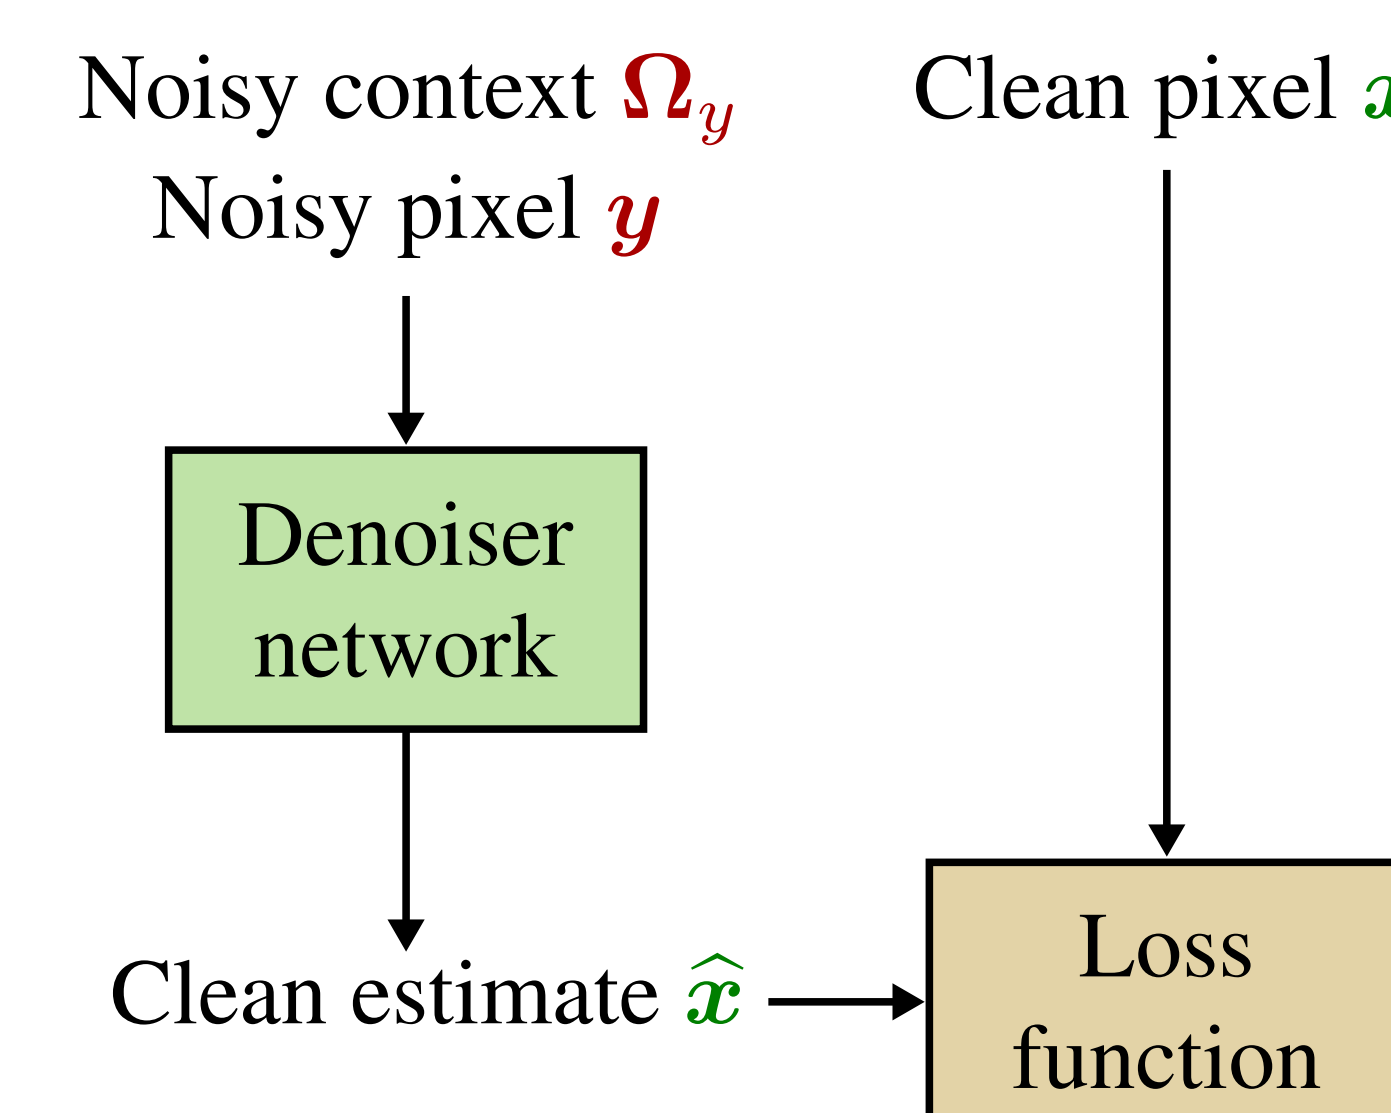 Noisy context Ω_y
Noisy pixel y
Clean pixel
Denoiser
network
Clean estimate x̂
Loss
function